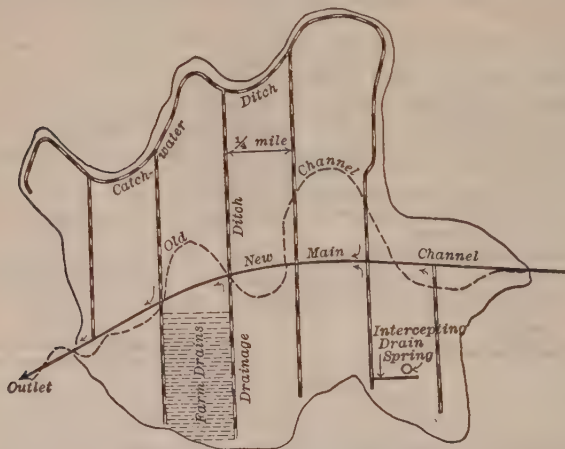 Ditch
¼ mile
Catch-water
Channel
Ditch
Old
New Main Channel
Intercepting
Drain
Spring
Farm Drains
Drainage
Outlet